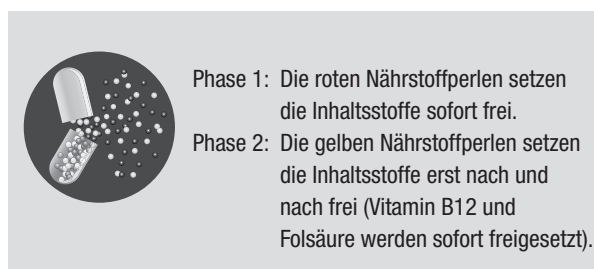 Phase 1: Die roten Nährstoffperlen setzen
die Inhaltsstoffe sofort frei.
Phase 2: Die gelben Nährstoffperlen setzen
die Inhaltsstoffe erst nach und
nach frei (Vitamin B12 und
Folsäure werden sofort freigesetzt).